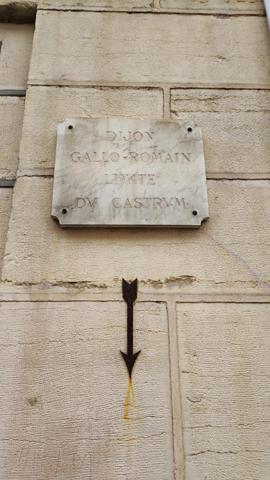 DIJON
GALLO-ROMAIN
LIMITE
DV CASTRVM